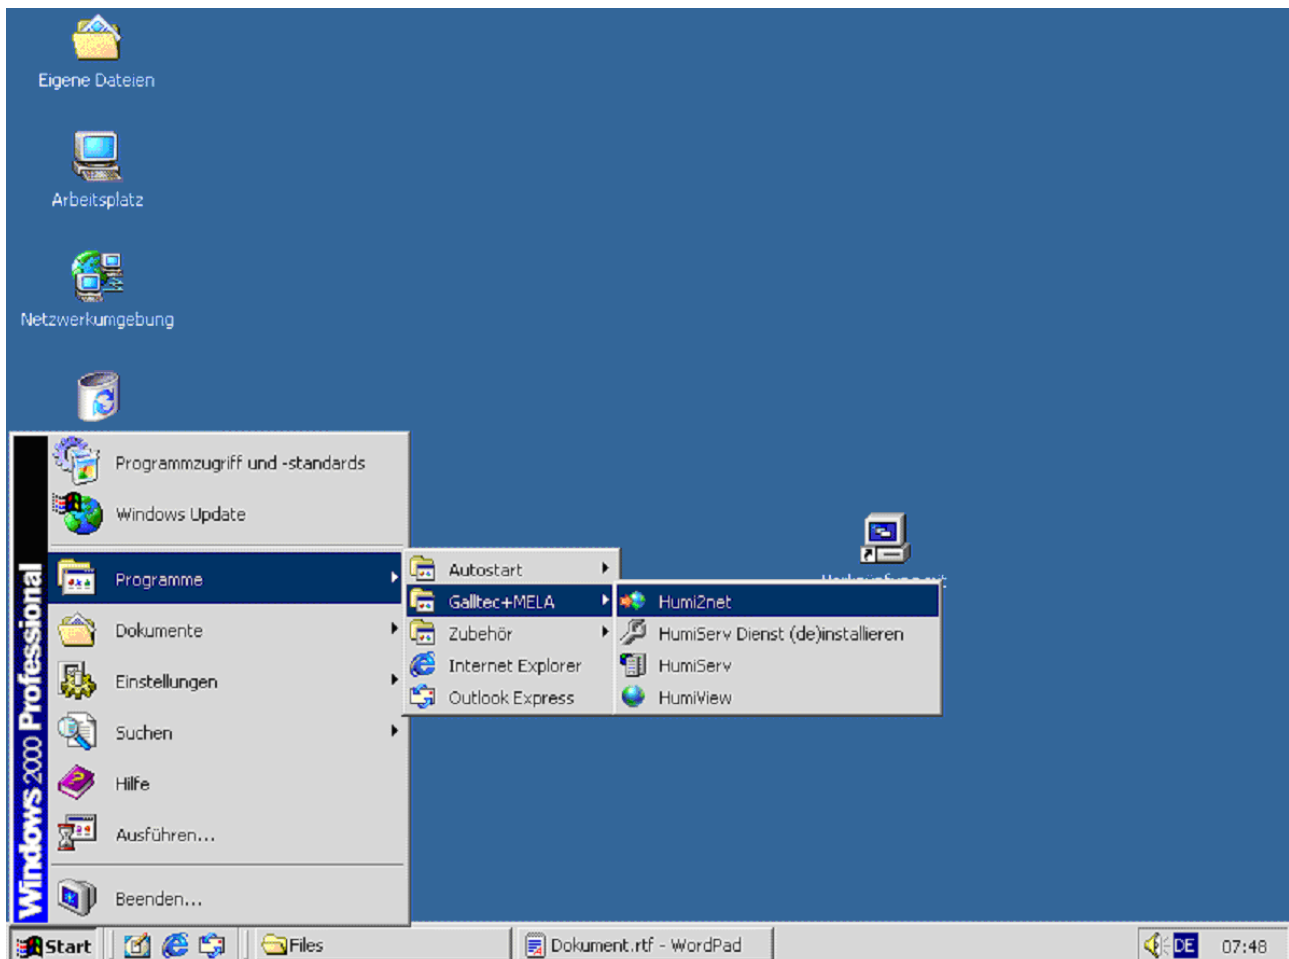 Eigene Dateien
Arbeitsplatz
Netzwerkumgebung
Programmzugriff und -standards
Windows Update
Programme
Dokumente
Einstellungen
Suchen
Hilfe
Ausführen...
Beenden...
Windows 2000 Professional
Autostart
Galltec+MELA
Zubehör
Internet Explorer
Outlook Express
Humi2net
HumiServ Dienst (de)installieren
HumiServ
HumiView
Start
Files
Dokument.rtf - WordPad
DE
07:48